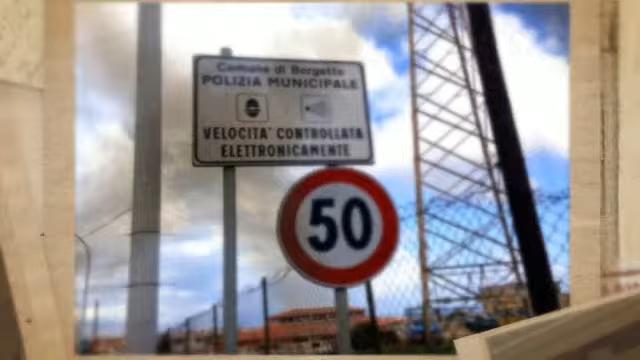 Comune di Borgetto
POLIZIA MUNICIPALE
VELOCITA' CONTROLLATA
ELETTRONICAMENTE
50